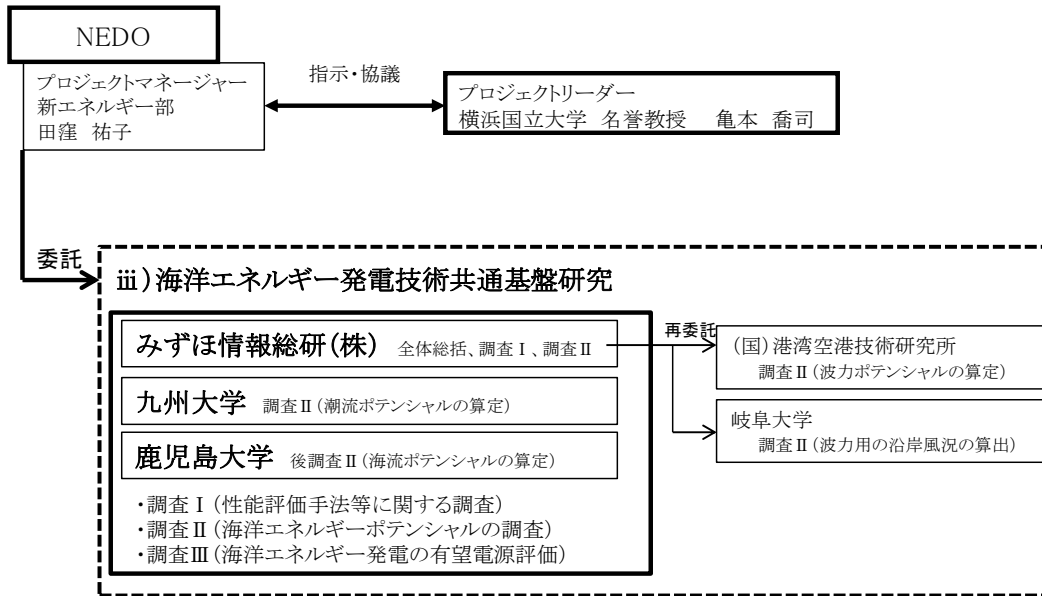 NEDO
プロジェクトマネージャー
新エネルギー部
田窪 祐子
指示・協議
プロジェクトリーダー
横浜国立大学 名誉教授 亀本 喬司
委託
ⅲ)海洋エネルギー発電技術共通基盤研究
みずほ情報総研(株) 全体総括、調査Ⅰ、調査Ⅱ
九州大学 調査Ⅱ(潮流ポテンシャルの算定)
鹿児島大学 後調査Ⅱ(海流ポテンシャルの算定)
・調査Ⅰ(性能評価手法等に関する調査)
・調査Ⅱ(海洋エネルギーポテンシャルの調査)
・調査Ⅲ(海洋エネルギー発電の有望電源評価)
再委託
(国)港湾空港技術研究所
調査Ⅱ(波力ポテンシャルの算定)
岐阜大学
調査Ⅱ(波力用の沿岸風況の算出)